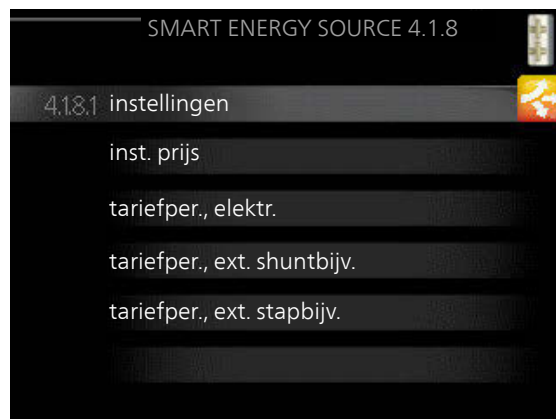 SMART ENERGY SOURCE 4.1.8
4.1.8.1 instellingen
inst. prijs
tariefper., elektr.
tariefper., ext. shuntbijv.
tariefper., ext. stapbijv.